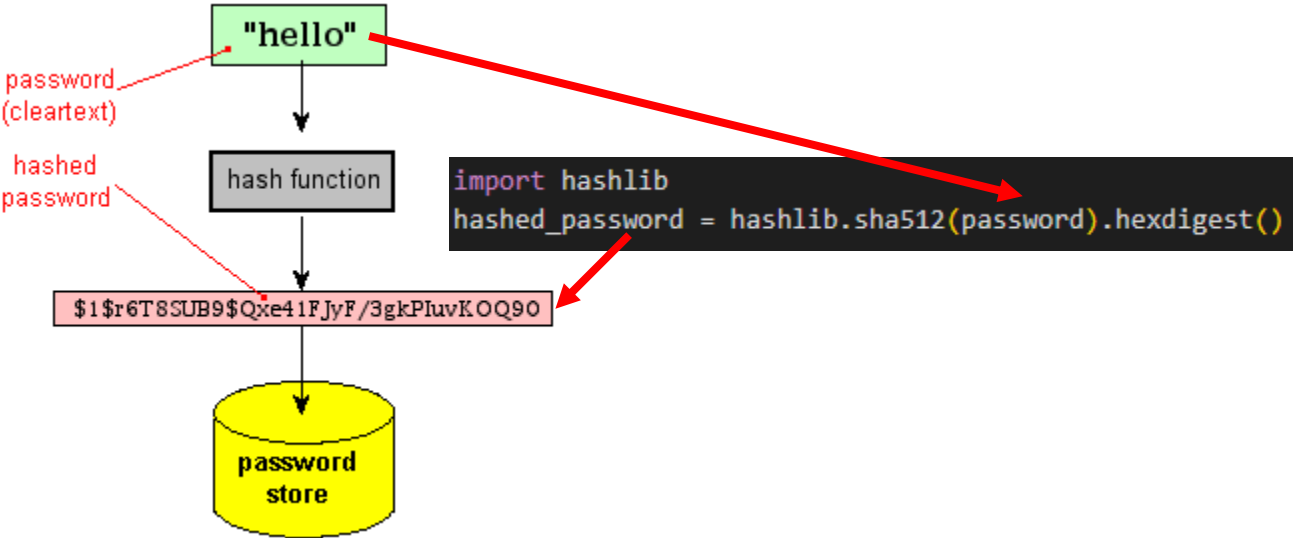 "hello"
password
(cleartext)
hashed
password
hash function
import hashlib
hashed_password = hashlib.sha512(password).hexdigest()
$1$r6T8SUB9$Qxe41FJyF/3gkPIuvKOQ90
password
store